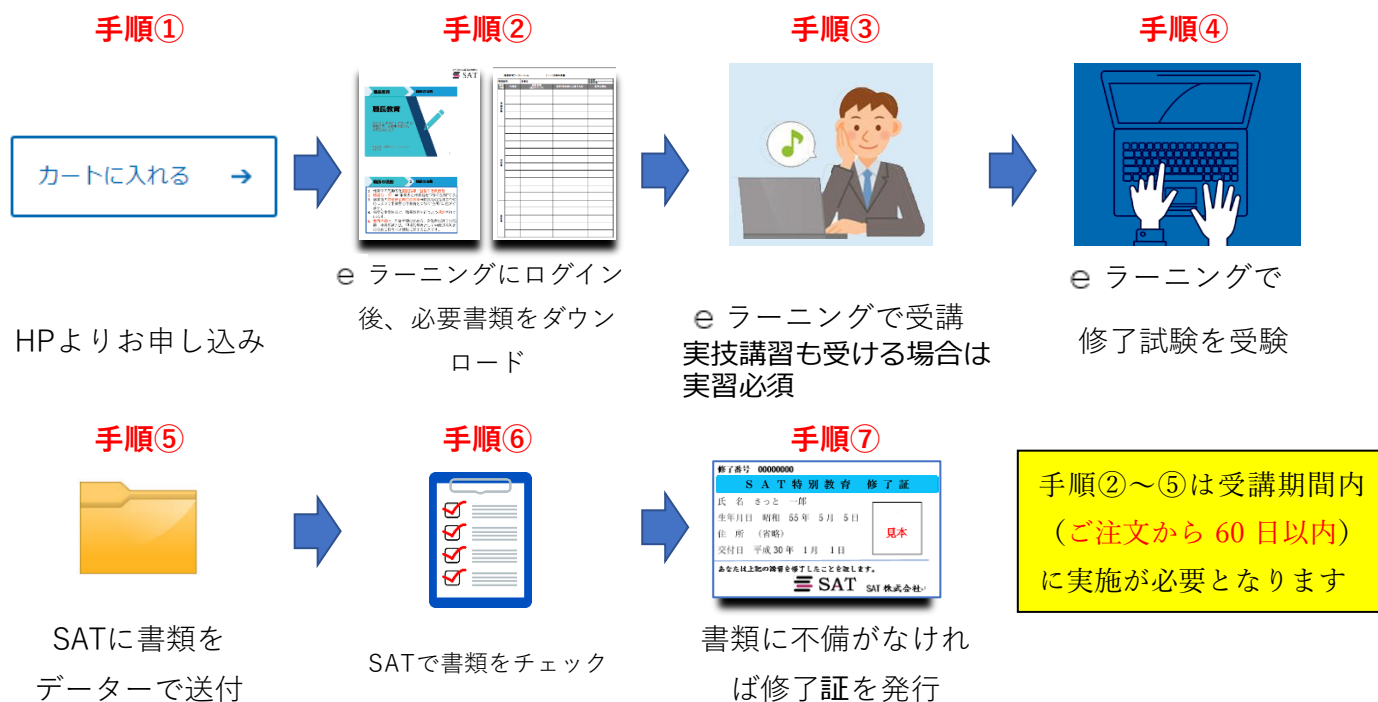 手順①
手順②
手順③
手順④
カートに入れる →
SAT
職長教育
e ラーニングにログイン
後、必要書類をダウン
ロード
HPよりお申し込み
e ラーニングで受講
実技講習も受ける場合は
実習必須
e ラーニングで
修了試験を受験
手順⑤
手順⑥
手順⑦
SATに書類を
データーで送付
SATで書類をチェック
修了番号 00000000
SAT特別教育 修了証
氏 名 さっと 一郎
生年月日 昭和 55年 5月 5日
住 所 (省略)
交付日 平成30年 1月 1日
見本
あなたは上記の講習を修了したことを証します。
SAT SAT 株式会社
書類に不備がなけれ
ば修了証を発行
手順②～⑤は受講期間内
（ご注文から 60 日以内）
に実施が必要となります